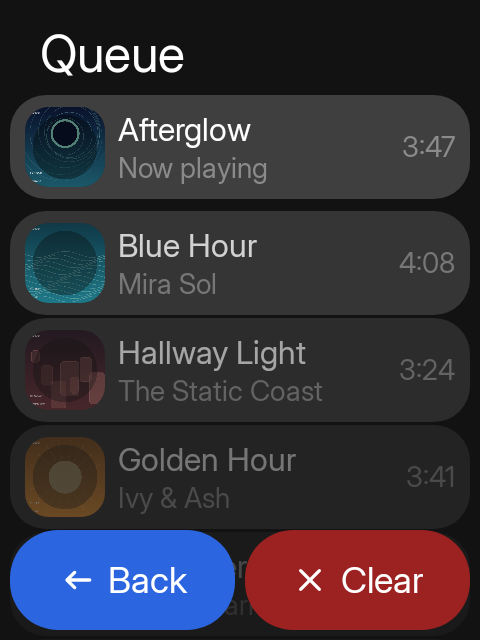 Queue
Afterglow
Now playing
3:47
Blue Hour
Mira Sol
4:08
Hallway Light
The Static Coast
3:24
Golden Hour
Ivy & Ash
3:41
Back
Clear